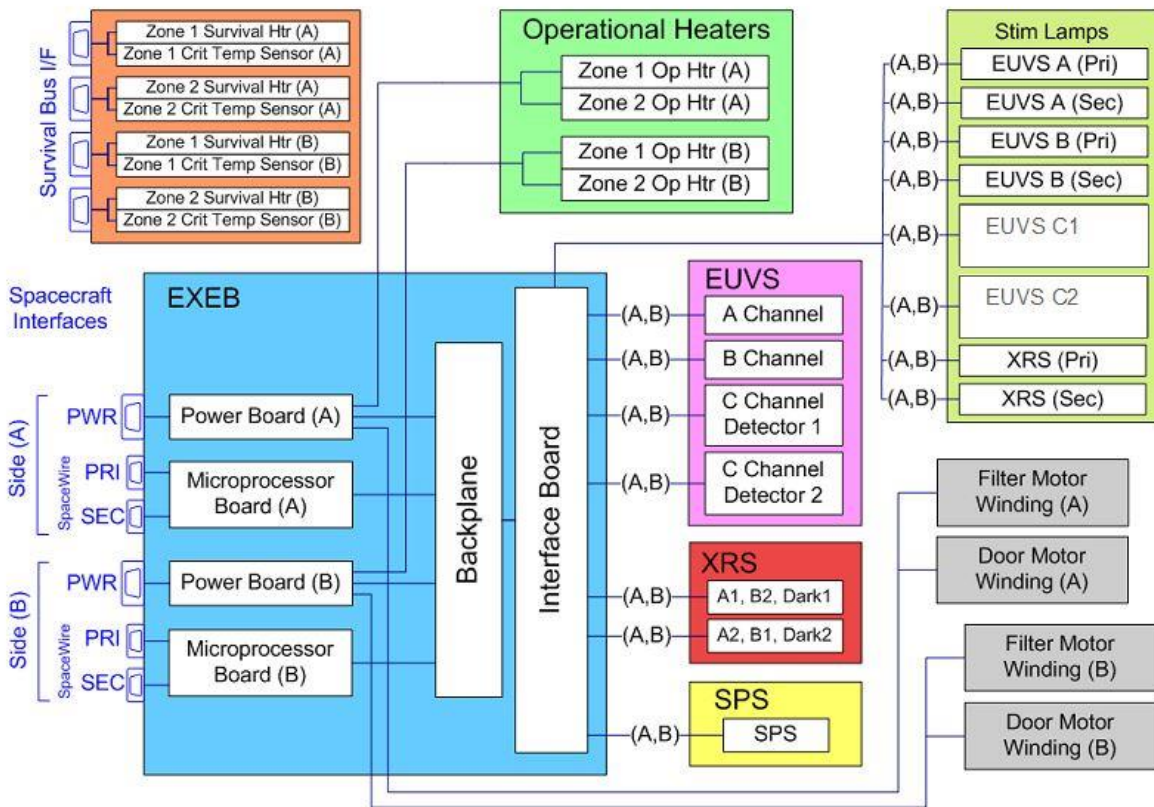 Survival Bus I/F
Zone 1 Survival Htr (A)
Zone 1 Crit Temp Sensor (A)
Zone 2 Survival Htr (A)
Zone 2 Crit Temp Sensor (A)
Zone 1 Survival Htr (B)
Zone 1 Crit Temp Sensor (B)
Zone 2 Survival Htr (B)
Zone 2 Crit Temp Sensor (B)
Operational Heaters
Zone 1 Op Htr (A)
Zone 2 Op Htr (A)
Zone 1 Op Htr (B)
Zone 2 Op Htr (B)
Stim Lamps
(A,B)
EUVS A (Pri)
(A,B)
EUVS A (Sec)
(A,B)
EUVS B (Pri)
(A,B)
EUVS B (Sec)
(A,B)
EUVS C1
(A,B)
EUVS C2
(A,B)
XRS (Pri)
(A,B)
XRS (Sec)
Spacecraft
Interfaces
Side (A)
PWR
SpaceWire
PRI
SEC
Side (B)
PWR
SpaceWire
PRI
SEC
EXEB
Power Board (A)
Microprocessor
Board (A)
Power Board (B)
Microprocessor
Board (B)
Backplane
Interface Board
EUVS
(A,B)
A Channel
(A,B)
B Channel
(A,B)
C Channel
Detector 1
(A,B)
C Channel
Detector 2
XRS
(A,B)
A1, B2, Dark1
(A,B)
A2, B1, Dark2
SPS
(A,B)
SPS
Filter Motor
Winding (A)
Door Motor
Winding (A)
Filter Motor
Winding (B)
Door Motor
Winding (B)